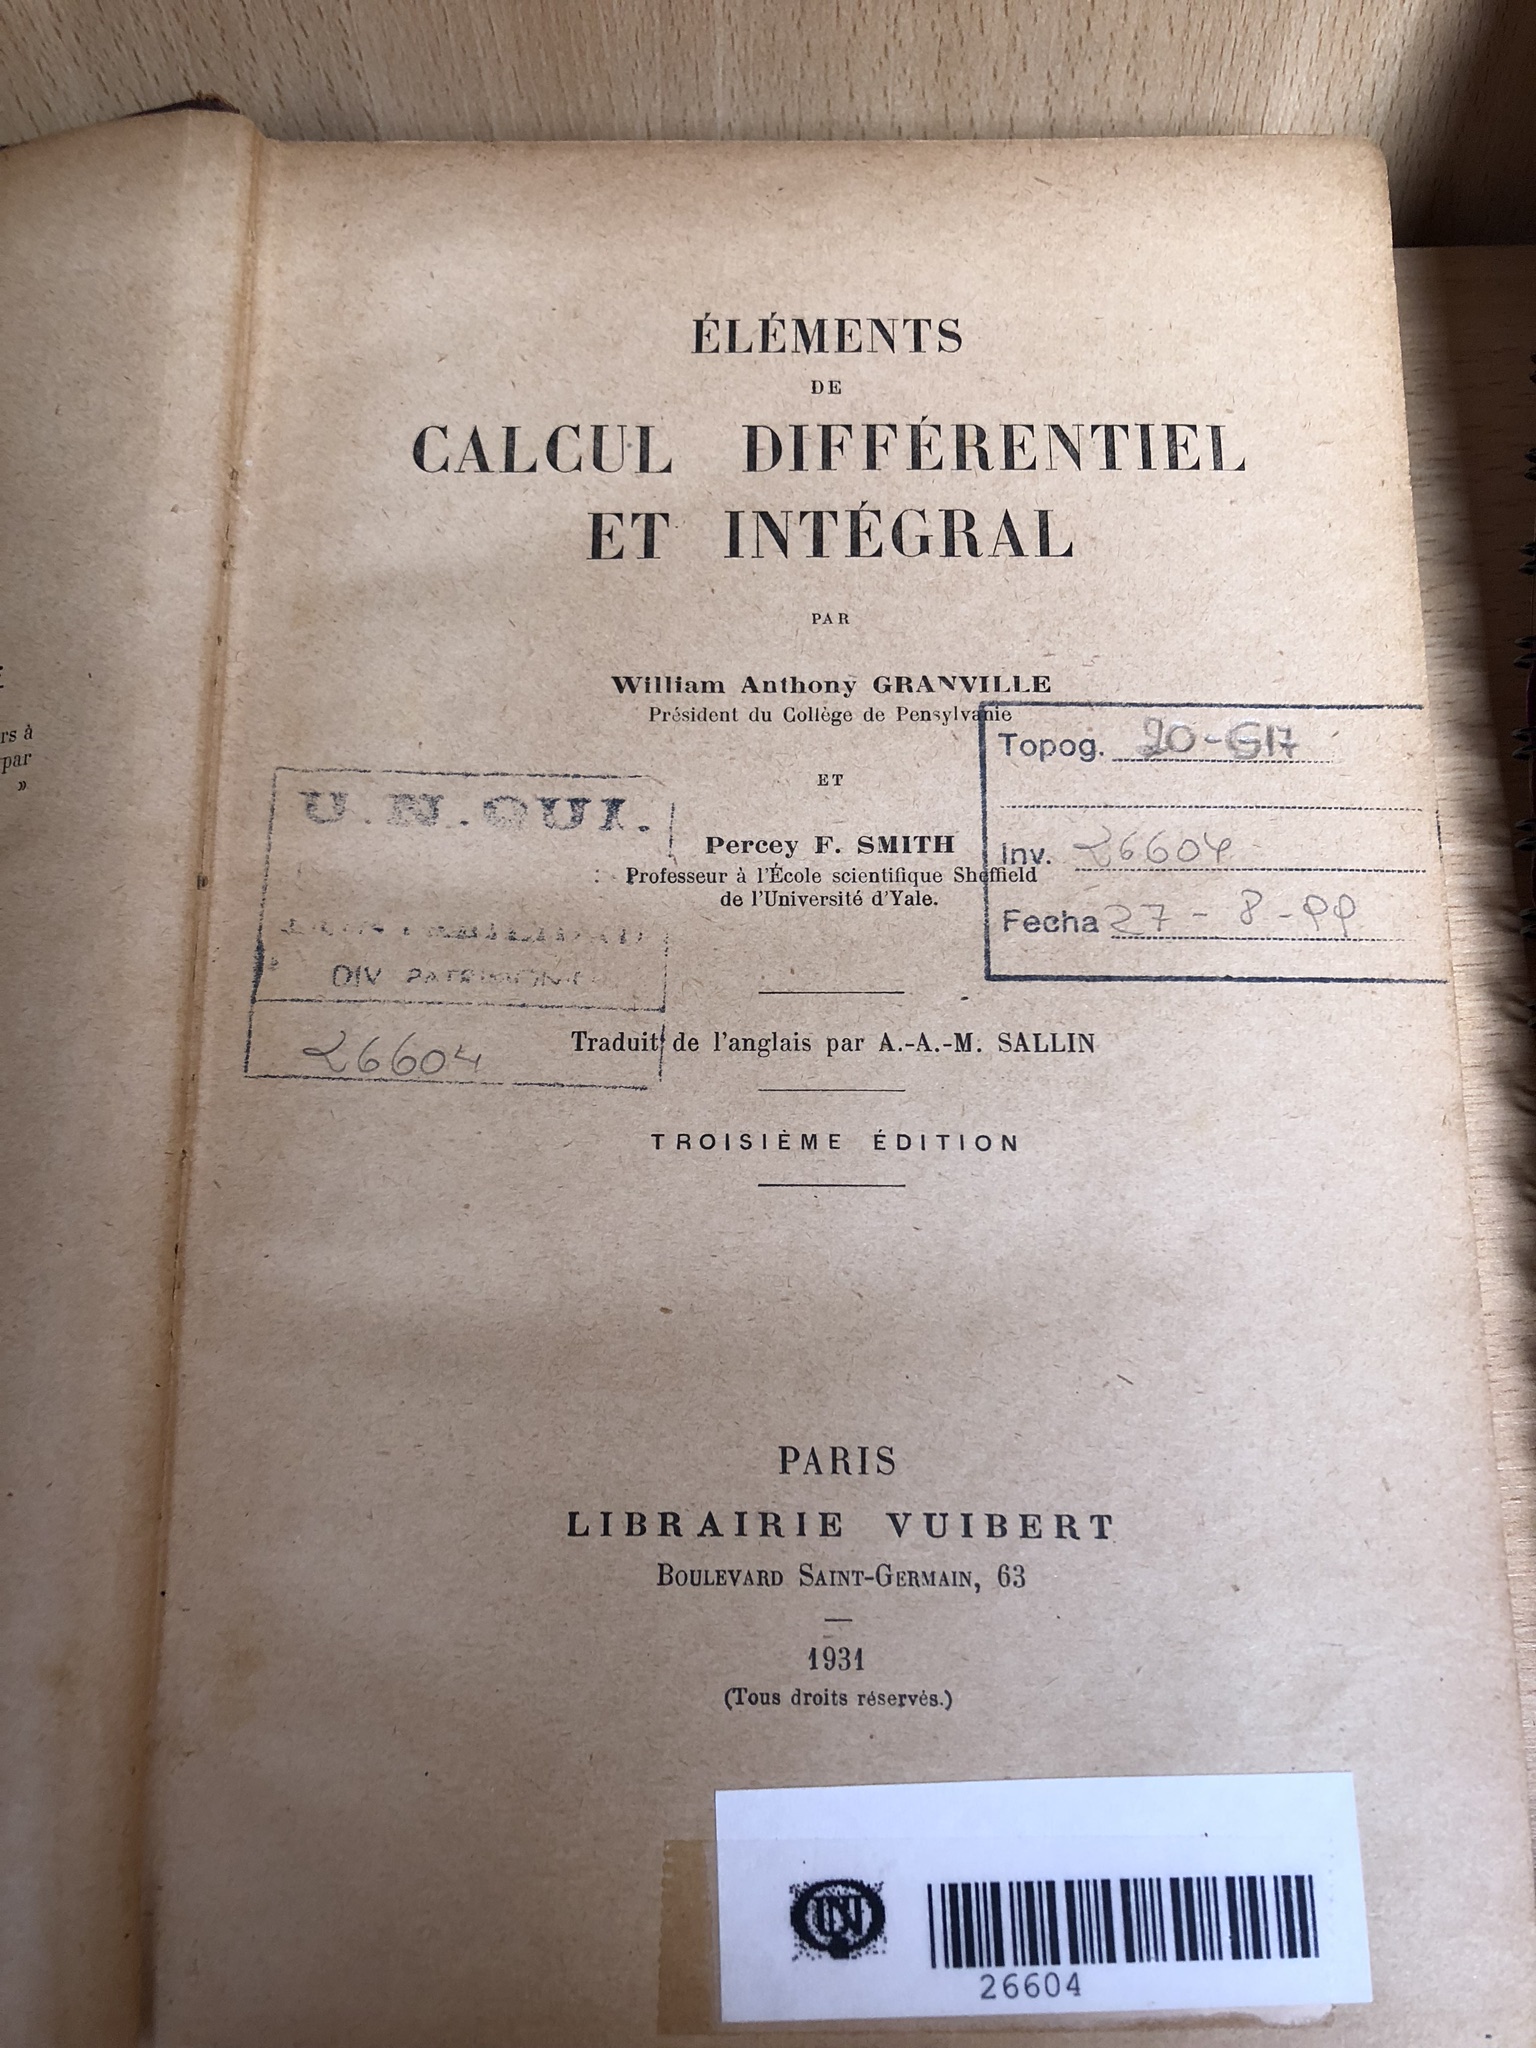 ÉLÉMENTS
DE
CALCUL DIFFÉRENTIEL
ET INTÉGRAL
PAR
William Anthony GRANVILLE
Président du Collège de Pensylvanie
ET
Percey F. SMITH
Professeur à l'École scientifique Sheffield
de l'Université d'Yale.
Topog. 20-G17
Inv. 26604
Fecha 27-8-99
U.N.QUI.
DIV
26604
Traduit de l'anglais par A.-A.-M. SALLIN
TROISIÈME ÉDITION
PARIS
LIBRAIRIE VUIBERT
BOULEVARD SAINT-GERMAIN, 63
1931
(Tous droits réservés.)
26604
rs à
par
»